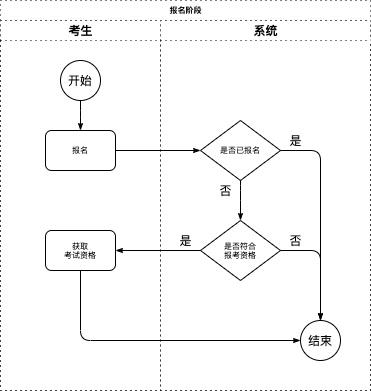 报名阶段
考生
系统
开始
报名
是否已报名
是
否
获取
考试资格
是
是否符合
报考资格
否
结束